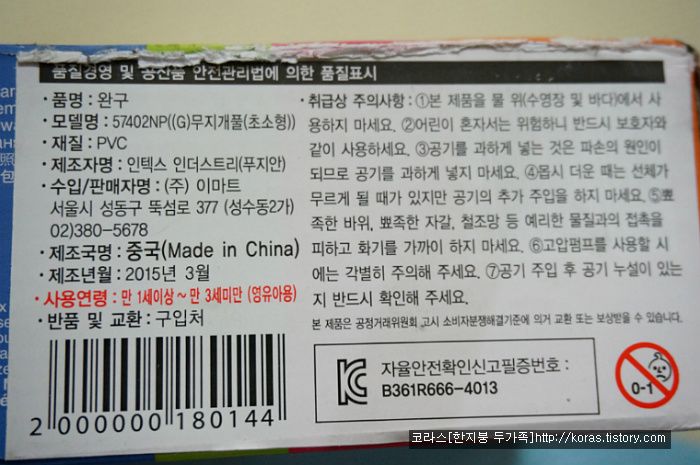 품질경영 및 공산품 안전관리법에 의한 품질표시
· 품명 : 완구
· 모델명 : 57402NP((G)무지개풀(초소형))
· 재질 : PVC
· 제조자명 : 인텍스 인더스트리(푸지안)
· 수입/판매자명 : (주) 이마트
서울시 성동구 뚝섬로 377 (성수동2가)
02)380-5678
· 제조국명 : 중국(Made in China)
· 제조년월 : 2015년 3월
· 사용연령 : 만 1세이상~ 만 3세미만 (영유아용)
· 반품 및 교환 : 구입처
2 000000 180144
· 취급상 주의사항 : ①본 제품을 물 위(수영장 및 바다)에서 사
용하지 마세요. ②어린이 혼자서는 위험하니 반드시 보호자와
같이 사용하세요. ③공기를 과하게 넣는 것은 파손의 원인이
되므로 공기를 과하게 넣지 마세요. ④몹시 더운 때는 선체가
무르게 될 때가 있지만 공기의 추가 주입을 하지 마세요. ⑤뾰
족한 바위, 뾰족한 자갈, 철조망 등 예리한 물질과의 접촉을
피하고 화기를 가까이 하지 마세요. ⑥고압펌프를 사용할 시
에는 각별히 주의해 주세요. ⑦공기 주입 후 공기 누설이 있는
지 반드시 확인해 주세요.
본 제품은 공정거래위원회 고시 소비자분쟁해결기준에 의거 교환 또는 보상받을 수 있습니다.
자율안전확인신고필증번호 :
B361R666-4013
0-1
코라스[한지붕 두가족]http://koras.tistory.com